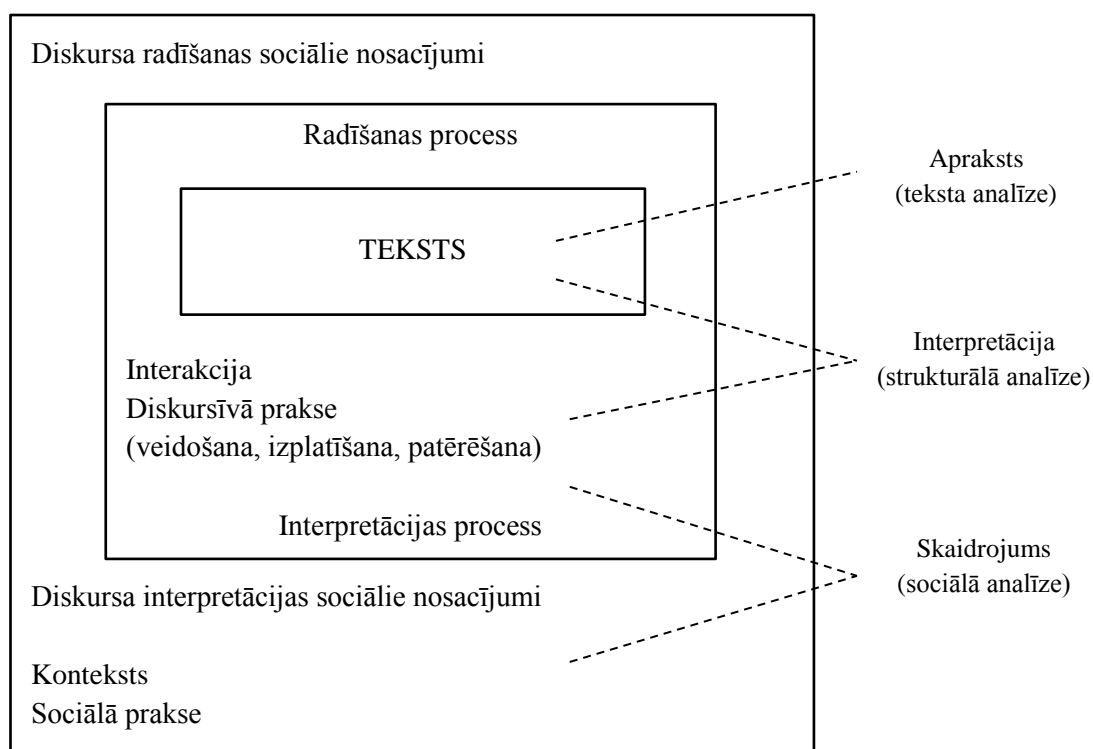 Diskursa radīšanas sociālie nosacījumi
Radīšanas process
TEKSTS
Interakcija
Diskursīvā prakse
(veidošana, izplatīšana, patērēšana)
Interpretācijas process
Diskursa interpretācijas sociālie nosacījumi
Konteksts
Sociālā prakse
Apraksts
(teksta analīze)
Interpretācija
(strukturālā analīze)
Skaidrojums
(sociālā analīze)